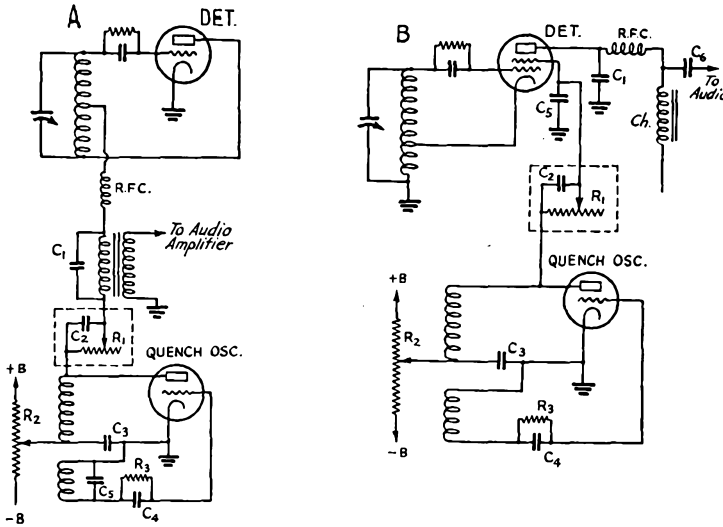 A
DET.
R.F.C.
To Audio
Amplifier
C1
C2
R1
QUENCH OSC.
+B
R2
C3
R3
C5
C4
-B
B
DET.
R.F.C.
C6
To
Audio
C1
C5
Ch.
C2
R1
QUENCH OSC.
+B
R2
C3
R3
C4
-B